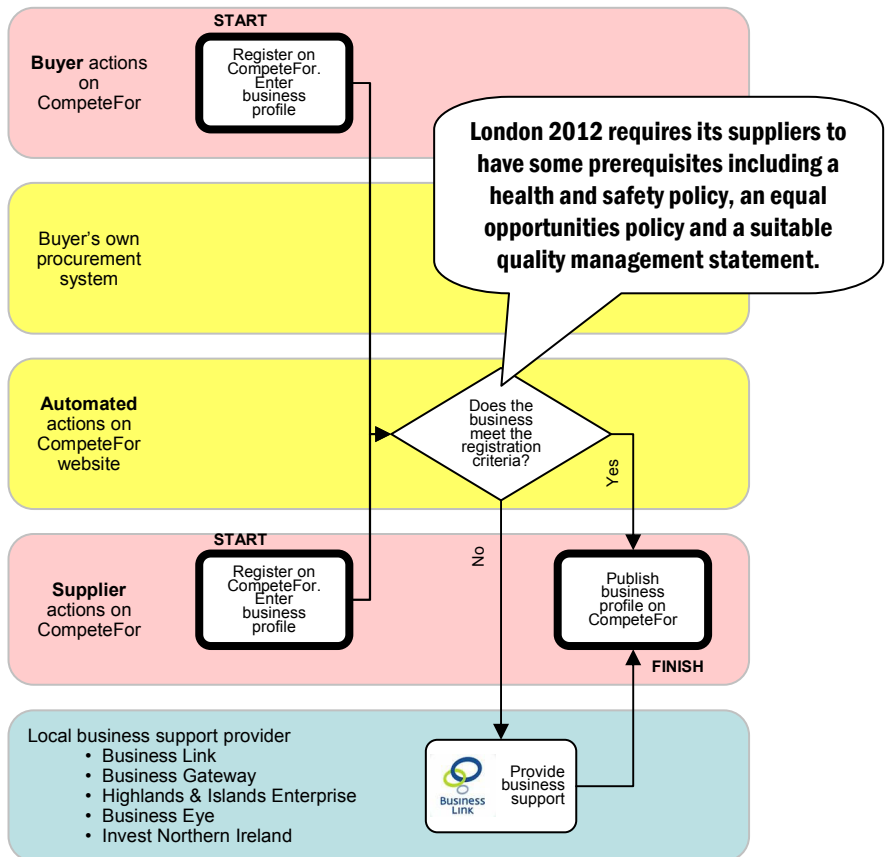 START
Buyer actions
on
CompeteFor
Register on
CompeteFor.
Enter
business
profile
London 2012 requires its suppliers to
have some prerequisites including a
health and safety policy, an equal
opportunities policy and a suitable
quality management statement.
Buyer's own
procurement
system
Automated
actions on
CompeteFor
website
Does the
business
meet the
registration
criteria?
Yes
No
START
Supplier
actions on
CompeteFor
Register on
CompeteFor.
Enter
business
profile
Publish
business
profile on
CompeteFor
FINISH
Local business support provider
• Business Link
• Business Gateway
• Highlands & Islands Enterprise
• Business Eye
• Invest Northern Ireland
Business
Link
Provide
business
support